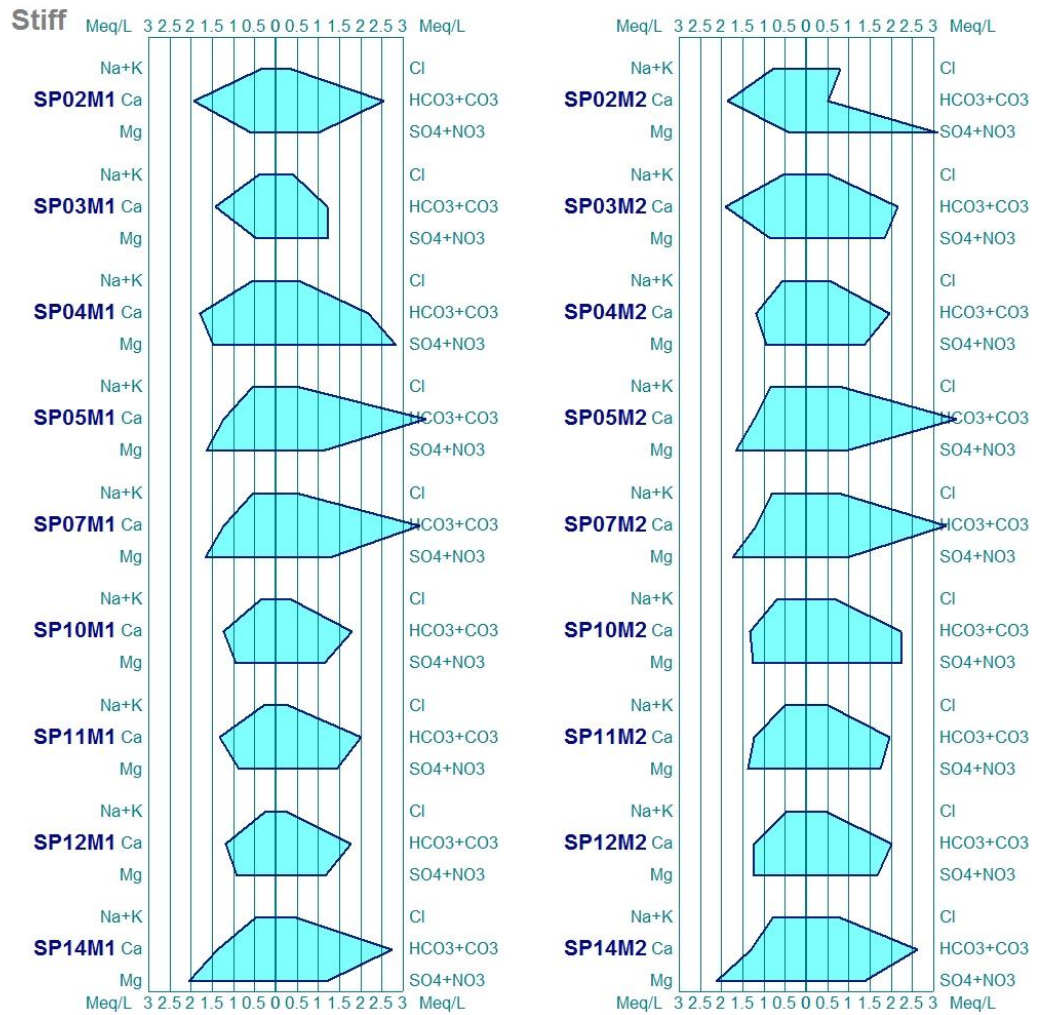 Stiff
Meq/L 3 2.5 2 1.5 1 0.5 0 0.5 1 1.5 2 2.5 3 Meq/L
Na+K Cl
SP02M1 Ca HCO3+CO3
Mg SO4+NO3
Na+K Cl
SP03M1 Ca HCO3+CO3
Mg SO4+NO3
Na+K Cl
SP04M1 Ca HCO3+CO3
Mg SO4+NO3
Na+K Cl
SP05M1 Ca HCO3+CO3
Mg SO4+NO3
Na+K Cl
SP07M1 Ca HCO3+CO3
Mg SO4+NO3
Na+K Cl
SP10M1 Ca HCO3+CO3
Mg SO4+NO3
Na+K Cl
SP11M1 Ca HCO3+CO3
Mg SO4+NO3
Na+K Cl
SP12M1 Ca HCO3+CO3
Mg SO4+NO3
Na+K Cl
SP14M1 Ca HCO3+CO3
Mg SO4+NO3
Meq/L 3 2.5 2 1.5 1 0.5 0 0.5 1 1.5 2 2.5 3 Meq/L
Meq/L 3 2.5 2 1.5 1 0.5 0 0.5 1 1.5 2 2.5 3 Meq/L
Na+K Cl
SP02M2 Ca HCO3+CO3
Mg SO4+NO3
Na+K Cl
SP03M2 Ca HCO3+CO3
Mg SO4+NO3
Na+K Cl
SP04M2 Ca HCO3+CO3
Mg SO4+NO3
Na+K Cl
SP05M2 Ca HCO3+CO3
Mg SO4+NO3
Na+K Cl
SP07M2 Ca HCO3+CO3
Mg SO4+NO3
Na+K Cl
SP10M2 Ca HCO3+CO3
Mg SO4+NO3
Na+K Cl
SP11M2 Ca HCO3+CO3
Mg SO4+NO3
Na+K Cl
SP12M2 Ca HCO3+CO3
Mg SO4+NO3
Na+K Cl
SP14M2 Ca HCO3+CO3
Mg SO4+NO3
Meq/L 3 2.5 2 1.5 1 0.5 0 0.5 1 1.5 2 2.5 3 Meq/L